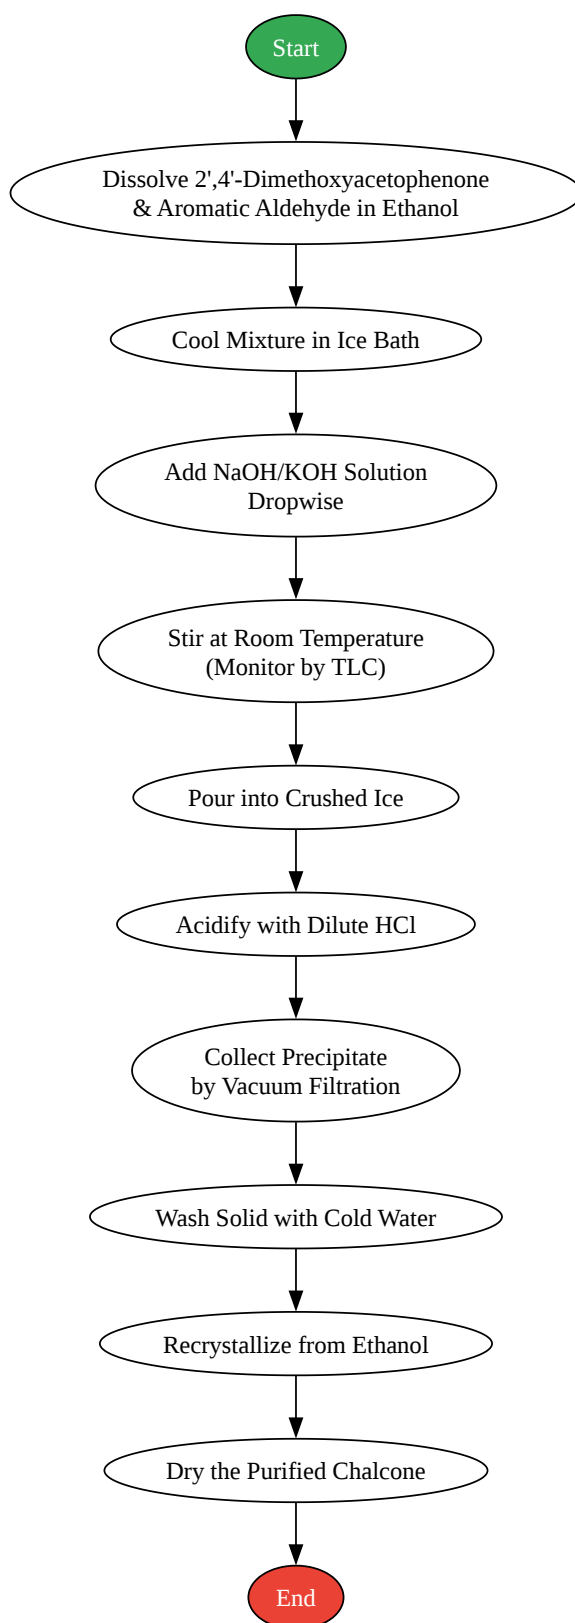 Start
Dissolve 2',4'-Dimethoxyacetophenone
& Aromatic Aldehyde in Ethanol
Cool Mixture in Ice Bath
Add NaOH/KOH Solution
Dropwise
Stir at Room Temperature
(Monitor by TLC)
Pour into Crushed Ice
Acidify with Dilute HCl
Collect Precipitate
by Vacuum Filtration
Wash Solid with Cold Water
Recrystallize from Ethanol
Dry the Purified Chalcone
End